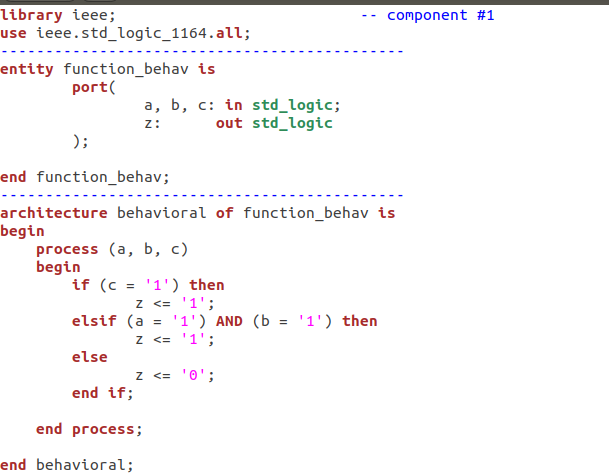 library ieee; -- component #1
use ieee.std_logic_1164.all;
---------------------------------------------
entity function_behav is
port(
a, b, c: in std_logic;
z: out std_logic
);
end function_behav;
---------------------------------------------
architecture behavioral of function_behav is
begin
process (a, b, c)
begin
if (c = '1') then
z <= '1';
elsif (a = '1') AND (b = '1') then
z <= '1';
else
z <= '0';
end if;
end process;
end behavioral;